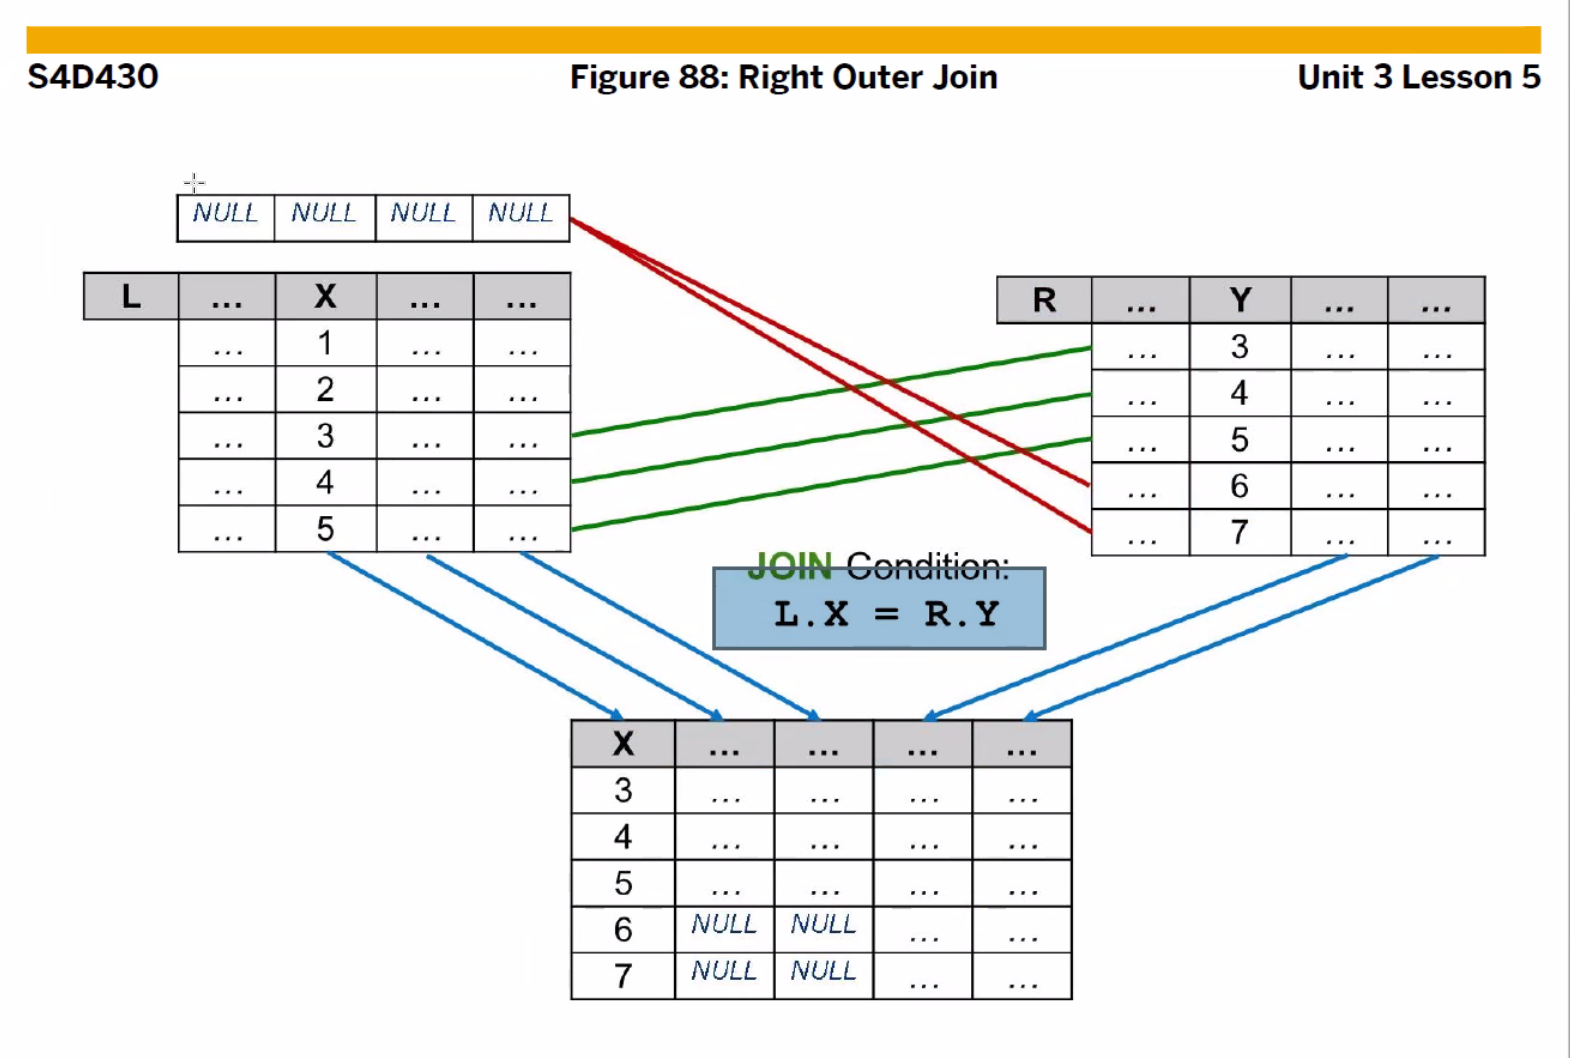 S4D430 Figure 88: Right Outer Join Unit 3 Lesson 5
NULL NULL NULL NULL
L ... X ... ...
... 1 ... ...
... 2 ... ...
... 3 ... ...
... 4 ... ...
... 5 ... ...
R ... Y ... ...
... 3 ... ...
... 4 ... ...
... 5 ... ...
... 6 ... ...
... 7 ... ...
JOIN Condition:
L.X = R.Y
X ... ... ... ...
3 ... ... ... ...
4 ... ... ... ...
5 ... ... ... ...
6 NULL NULL ... ...
7 NULL NULL ... ...